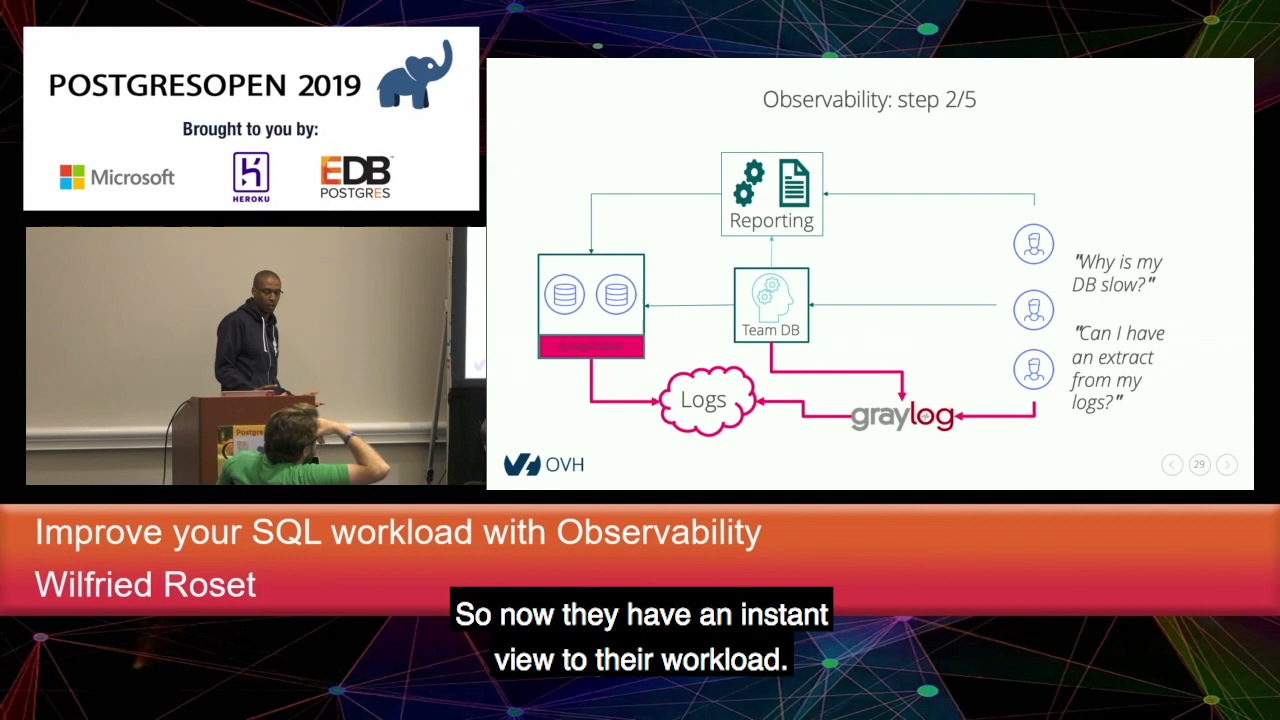 POSTGRESOPEN 2019
Brought to you by:
Microsoft
HEROKU
EDB
POSTGRES
Observability: step 2/5
Reporting
Team DB
Logs
graylog
"Why is my
DB slow?"
"Can I have
an extract
from my
logs?"
OVH
29
Postgre
Improve your SQL workload with Observability
Wilfried Roset
So now they have an instant
view to their workload.